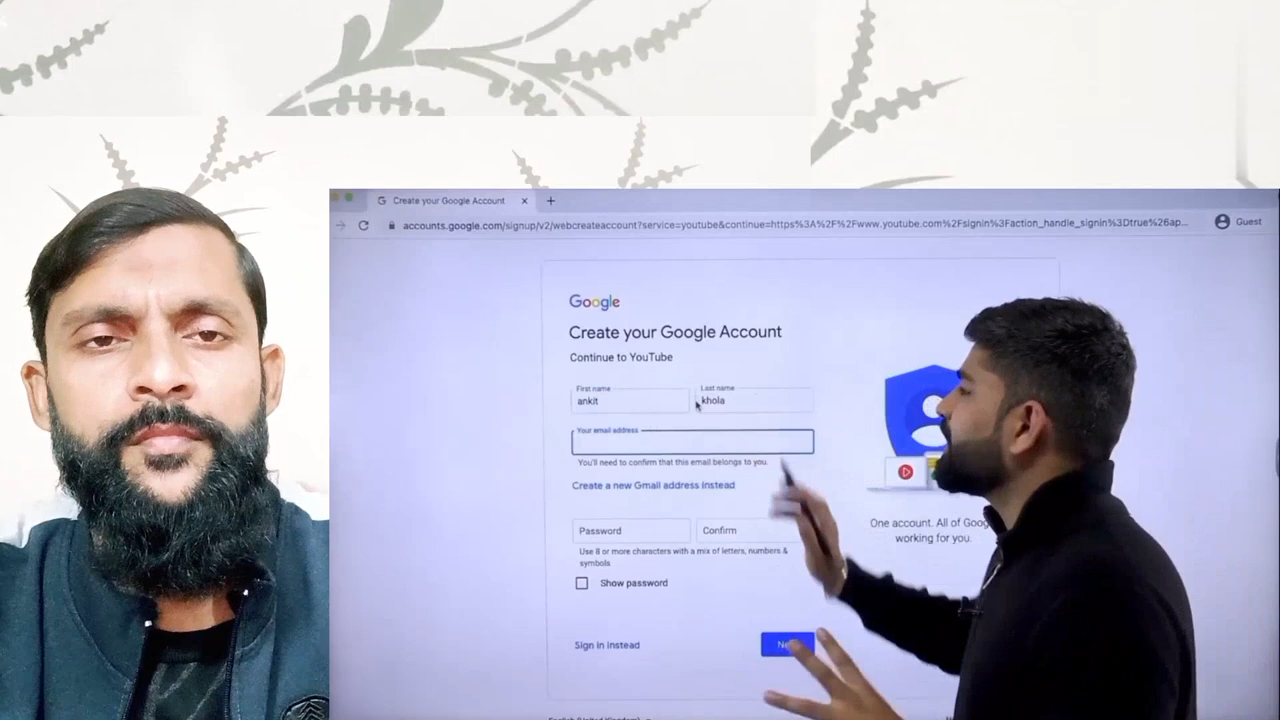 Create your Google Account
accounts.google.com/signup/v2/webcreateaccount?service=youtube&continue=https%3A%2F%2Fwww.youtube.com%2Fsignin%3Faction_handle_signin%3Dtrue%26ap...
Guest
Google
Create your Google Account
Continue to YouTube
First name
Last name
ankit
khola
Your email address
You'll need to confirm that this email belongs to you.
Create a new Gmail address instead
Password
Confirm
Use 8 or more characters with a mix of letters, numbers &
symbols
Show password
One account. All of
working for you.
Sign in instead